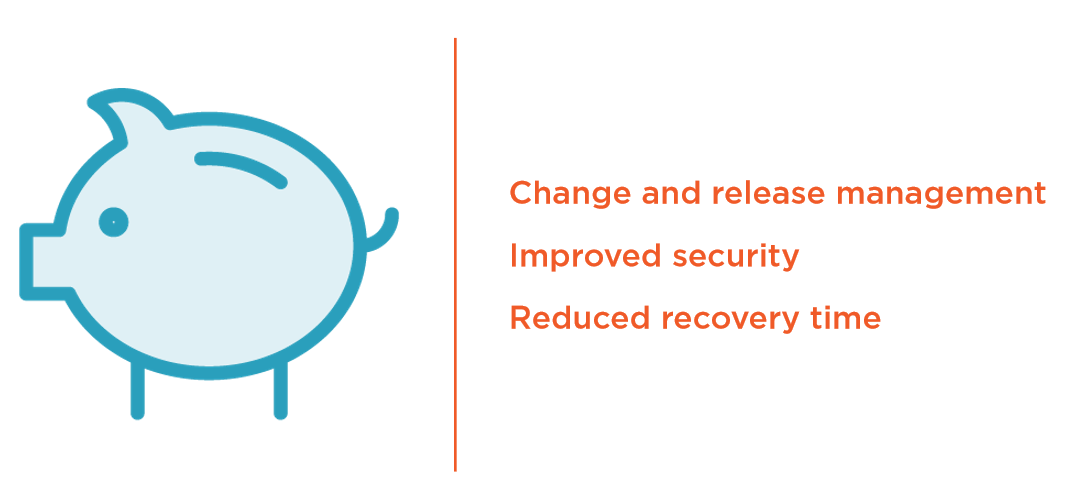 Change and release management
Improved security
Reduced recovery time